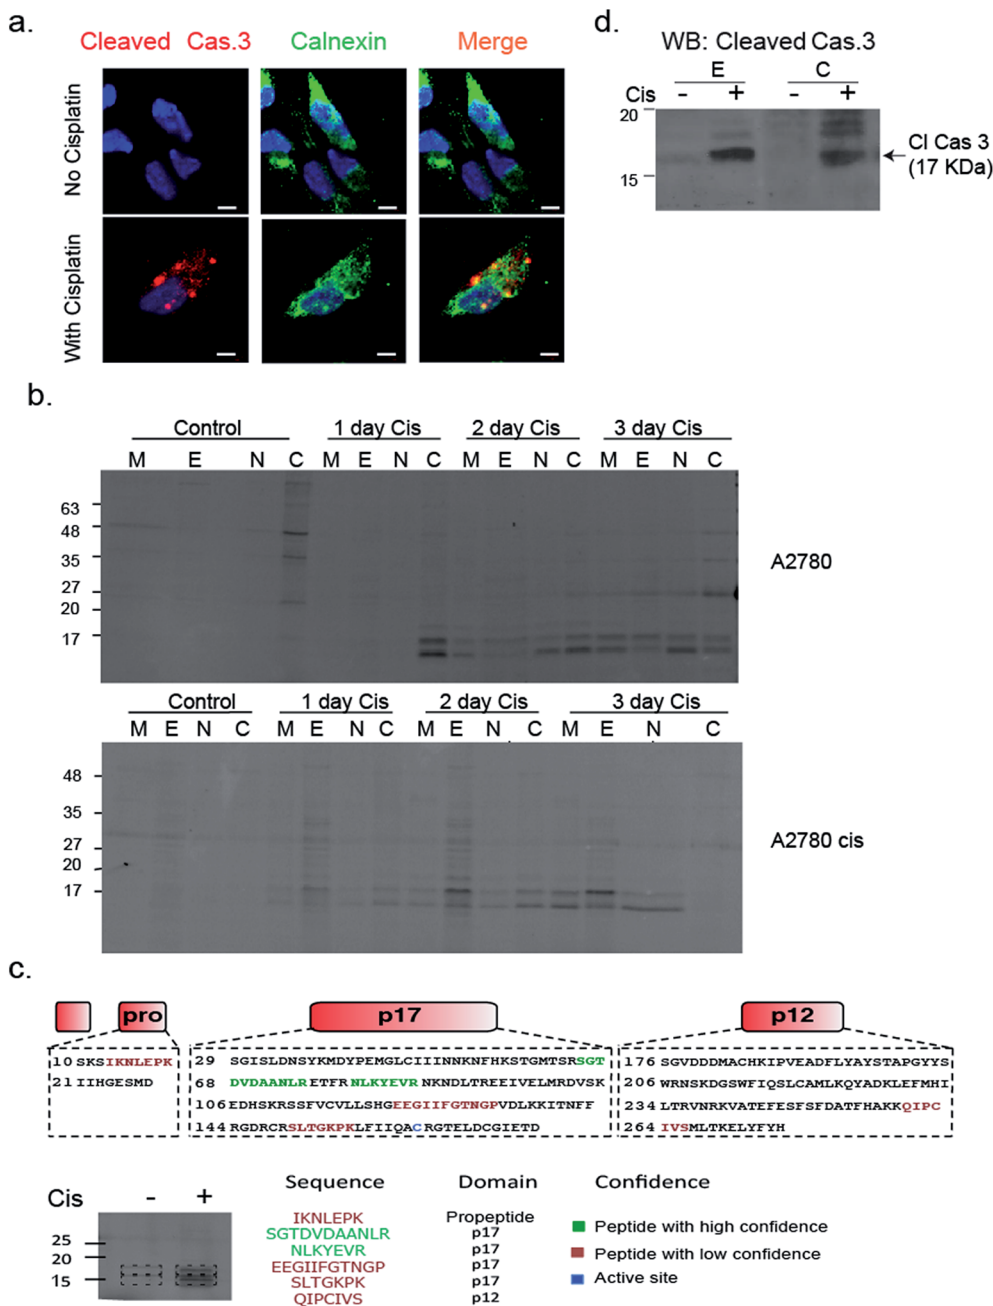 a.
Cleaved Cas.3 Calnexin Merge
No Cisplatin
With Cisplatin
d.
WB: Cleaved Cas.3
E C
Cis - + - +
20
15
Cl Cas 3
(17 KDa)
b.
Control 1 day Cis 2 day Cis 3 day Cis
M E N C M E N C M E N C M E N C
63
48
35
27
20
17
A2780
Control 1 day Cis 2 day Cis 3 day Cis
M E N C M E N C M E N C M E N C
48
35
27
20
17
A2780 cis
c.
pro p17 p12
10 SKSIKNLEPK
21 IIHGESMD
29 SGISLDNSYKMDYPEMGLCIIINNKNFHKSTGMTSRSGT
68 DVDAANLRETFRNLKYEVRNKNDLTREEIVELMRDVSK
106 EDHSKRSSFVCVLLSHGEEGIIFGTNGPVDLKKITNFF
144 RGDRCRSLTGKPKLFIIQACRGTELDCGIETD
176 SGVDDDMACHKIPVEADFLYAYSTAPGYYS
206 WRNSKDGSWFIQSLCAMLKQYADKLEFMHI
234 LTRVNRKVATEFESFSFDATFHAKKQIPC
264 IVSMLTKELYFYH
Cis - +
25
20
15
Sequence Domain Confidence
IKNLEPK Propeptide
SGTDVDAANLR p17
NLKYEVR p17
EEGIIFGTNGP p17
SLTGKPK p17
QIPCIVS p12
Peptide with high confidence
Peptide with low confidence
Active site